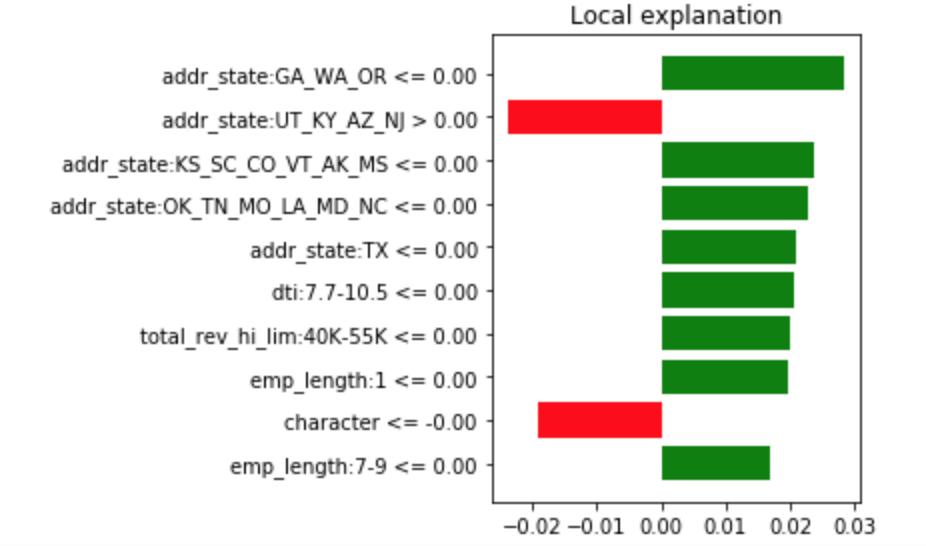 Local explanation
addr_state:GA_WA_OR <= 0.00
addr_state:UT_KY_AZ_NJ > 0.00
addr_state:KS_SC_CO_VT_AK_MS <= 0.00
addr_state:OK_TN_MO_LA_MD_NC <= 0.00
addr_state:TX <= 0.00
dti:7.7-10.5 <= 0.00
total_rev_hi_lim:40K-55K <= 0.00
emp_length:1 <= 0.00
character <= -0.00
emp_length:7-9 <= 0.00
−0.02 −0.01 0.00 0.01 0.02 0.03